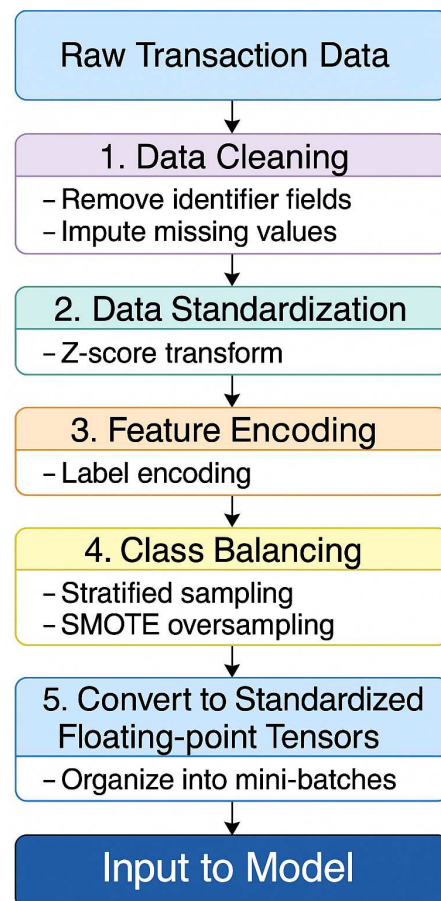 Raw Transaction Data
1. Data Cleaning
– Remove identifier fields
– Impute missing values
2. Data Standardization
– Z-score transform
3. Feature Encoding
– Label encoding
4. Class Balancing
– Stratified sampling
– SMOTE oversampling
5. Convert to Standardized
Floating-point Tensors
– Organize into mini-batches
Input to Model